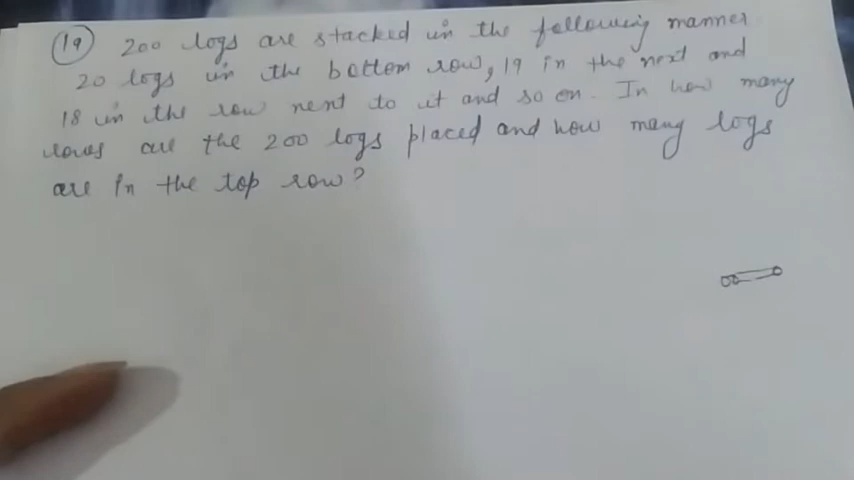 (19) 200 logs are stacked in the following manner
20 logs in the bottom row, 19 in the next and
18 in the row next to it and so on. In how many
rows are the 200 logs placed and how many logs
are in the top row?